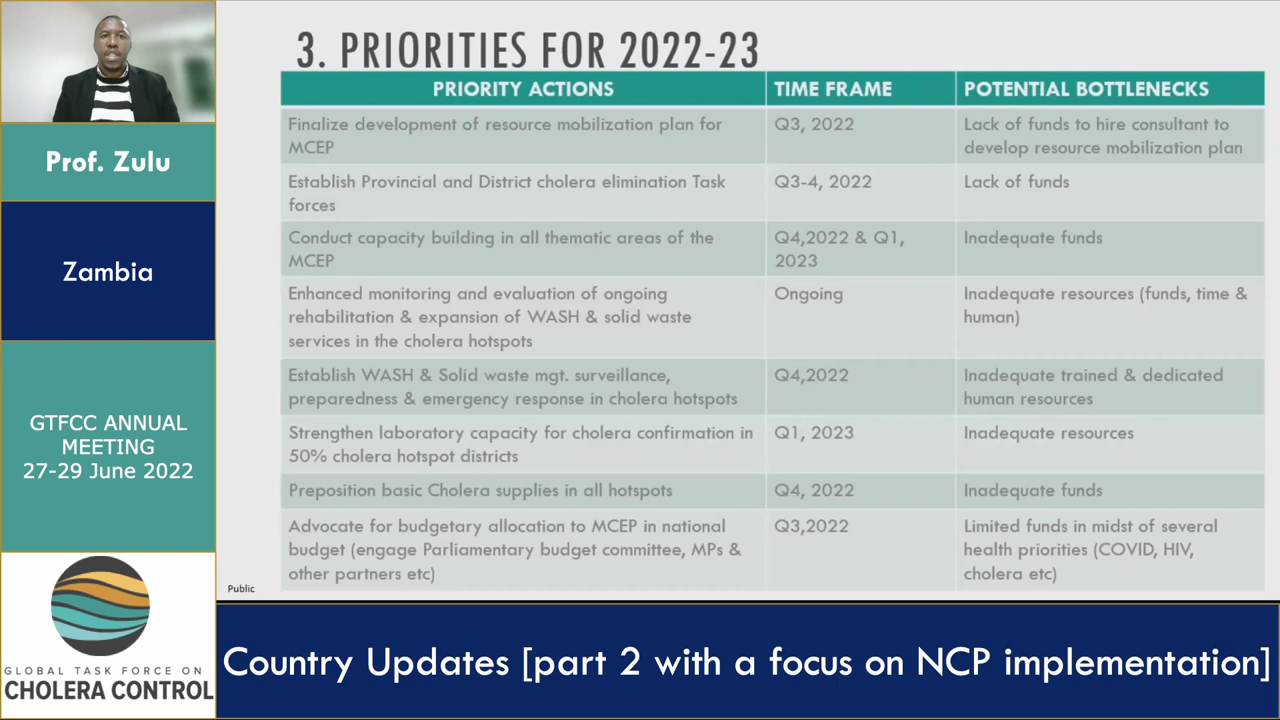 Prof. Zulu
Zambia
GTFCC ANNUAL
MEETING
27-29 June 2022
GLOBAL TASK FORCE ON
CHOLERA CONTROL
3. PRIORITIES FOR 2022-23
PRIORITY ACTIONS
TIME FRAME
POTENTIAL BOTTLENECKS
Finalize development of resource mobilization plan for
MCEP
Q3, 2022
Lack of funds to hire consultant to
develop resource mobilization plan
Establish Provincial and District cholera elimination Task
forces
Q3-4, 2022
Lack of funds
Conduct capacity building in all thematic areas of the
MCEP
Q4,2022 & Q1,
2023
Inadequate funds
Enhanced monitoring and evaluation of ongoing
rehabilitation & expansion of WASH & solid waste
services in the cholera hotspots
Ongoing
Inadequate resources (funds, time &
human)
Establish WASH & Solid waste mgt. surveillance,
preparedness & emergency response in cholera hotspots
Q4,2022
Inadequate trained & dedicated
human resources
Strengthen laboratory capacity for cholera confirmation in
50% cholera hotspot districts
Q1, 2023
Inadequate resources
Preposition basic Cholera supplies in all hotspots
Q4, 2022
Inadequate funds
Advocate for budgetary allocation to MCEP in national
budget (engage Parliamentary budget committee, MPs &
other partners etc)
Q3,2022
Limited funds in midst of several
health priorities (COVID, HIV,
cholera etc)
Public
Country Updates [part 2 with a focus on NCP implementation]